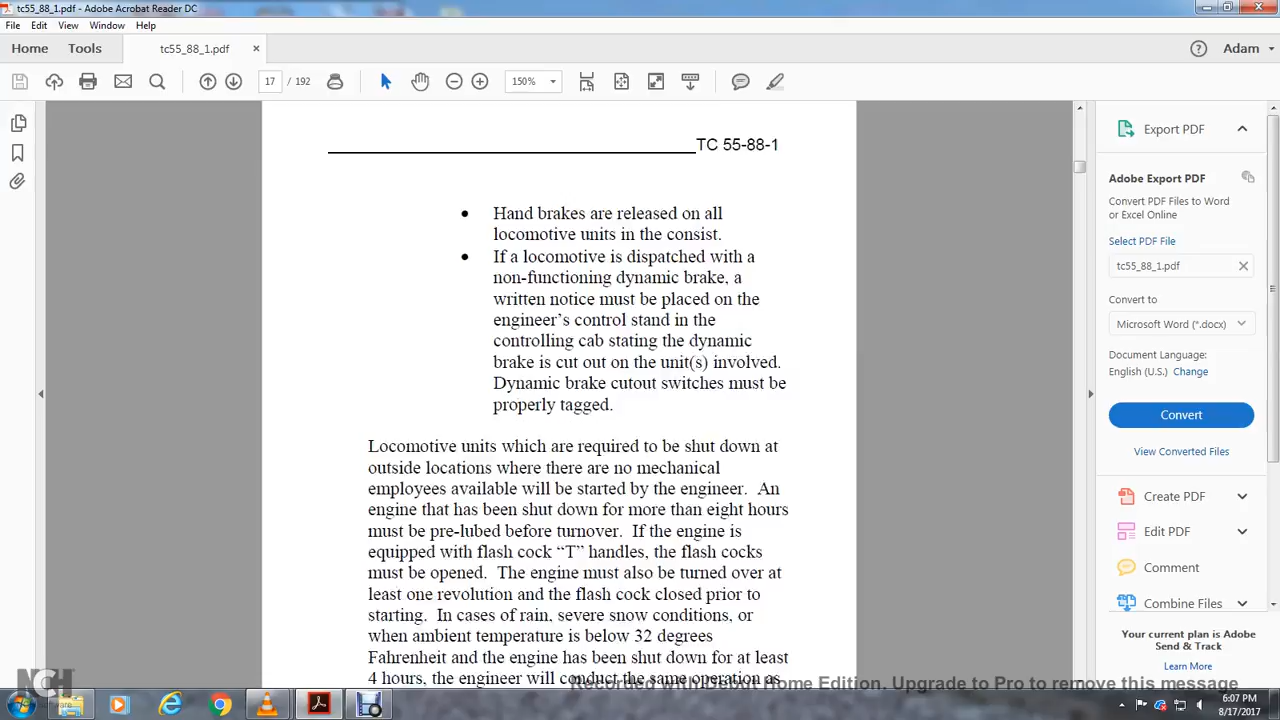 tc55_88_1.pdf - Adobe Acrobat Reader DC
File Edit View Window Help
Home Tools tc55_88_1.pdf × Adam
17 / 192 150%
TC 55-88-1
• Hand brakes are released on all
locomotive units in the consist.
• If a locomotive is dispatched with a
non-functioning dynamic brake, a
written notice must be placed on the
engineer’s control stand in the
controlling cab stating the dynamic
brake is cut out on the unit(s) involved.
Dynamic brake cutout switches must be
properly tagged.
Locomotive units which are required to be shut down at
outside locations where there are no mechanical
employees available will be started by the engineer.  An
engine that has been shut down for more than eight hours
must be pre-lubed before turnover.  If the engine is
equipped with flash cock “T” handles, the flash cocks
must be opened.  The engine must also be turned over at
least one revolution and the flash cock closed prior to
starting.  In cases of rain, severe snow conditions, or
when ambient temperature is below 32 degrees
Fahrenheit and the engine has been shut down for at least
4 hours, the engineer will conduct the same operation as
Export PDF
Adobe Export PDF
Convert PDF Files to Word
or Excel Online
Select PDF File
tc55_88_1.pdf
Convert to
Microsoft Word (*.docx)
Document Language:
English (U.S.) Change
Convert
View Converted Files
Create PDF
Edit PDF
Comment
Combine Files
Your current plan is Adobe
Send & Track
Learn More
NCH
Software
Recorded with Debut Home Edition. Upgrade to Pro to remove this message
6:07 PM
8/17/2017